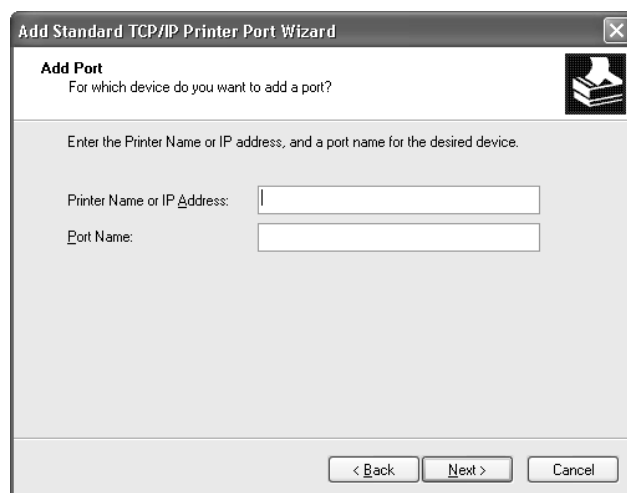 Add Standard TCP/IP Printer Port Wizard
Add Port
For which device do you want to add a port?
Enter the Printer Name or IP address, and a port name for the desired device.
Printer Name or IP Address:
Port Name:
< Back Next > Cancel